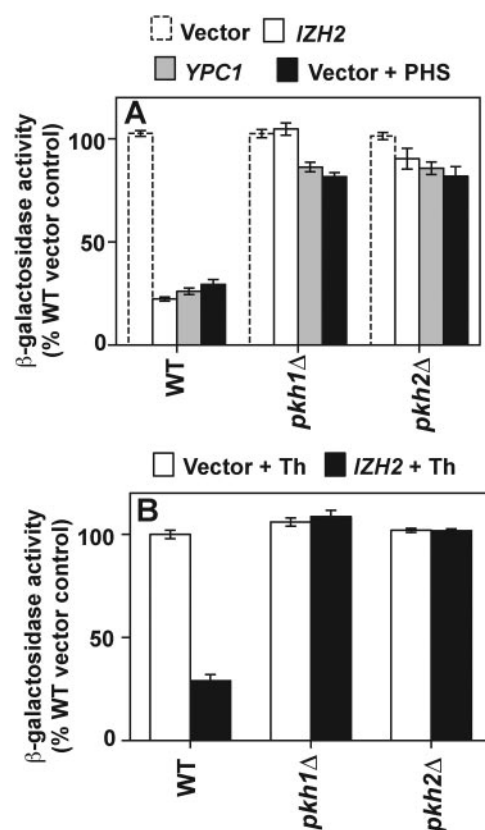 Vector IZH2
YPC1 Vector + PHS
A
β-galactosidase activity
(% WT vector control)
100
50
0
WT
pkh1Δ
pkh2Δ
Vector + Th IZH2 + Th
B
β-galactosidase activity
(% WT vector control)
100
50
0
WT
pkh1Δ
pkh2Δ